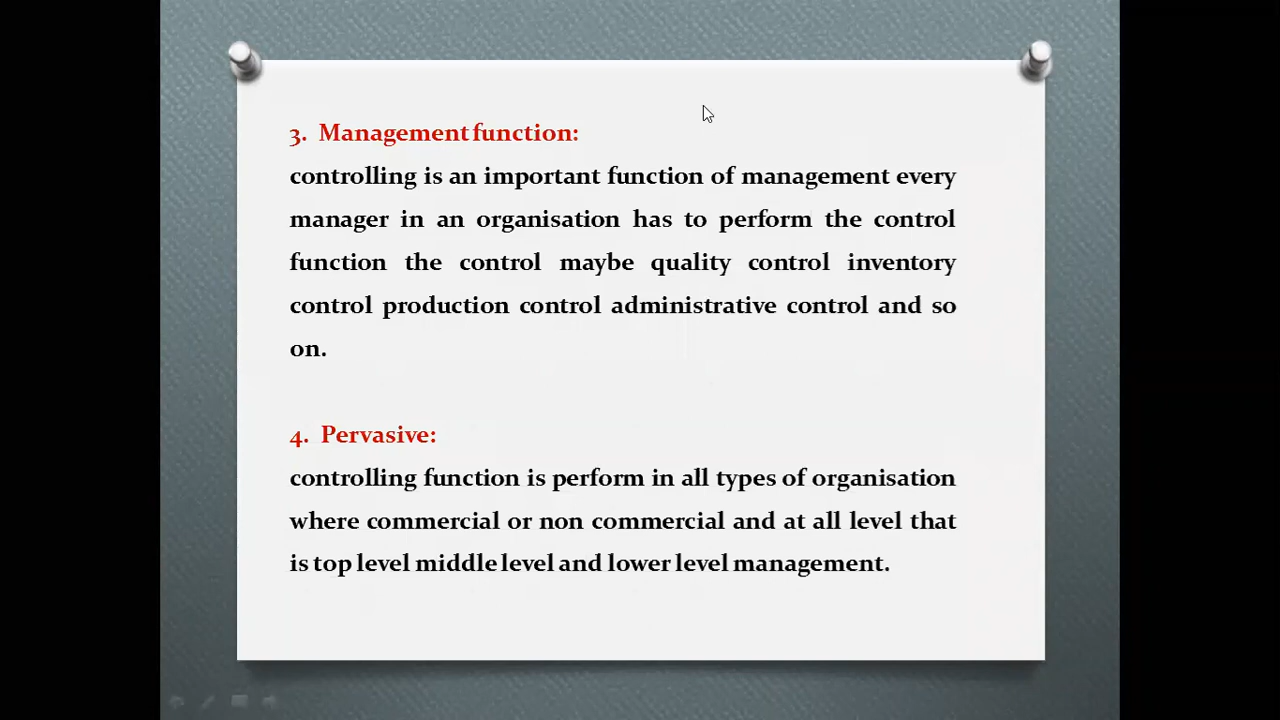 3. Management function:
controlling is an important function of management every
manager in an organisation has to perform the control
function the control maybe quality control inventory
control production control administrative control and so
on.
4. Pervasive:
controlling function is perform in all types of organisation
where commercial or non commercial and at all level that
is top level middle level and lower level management.